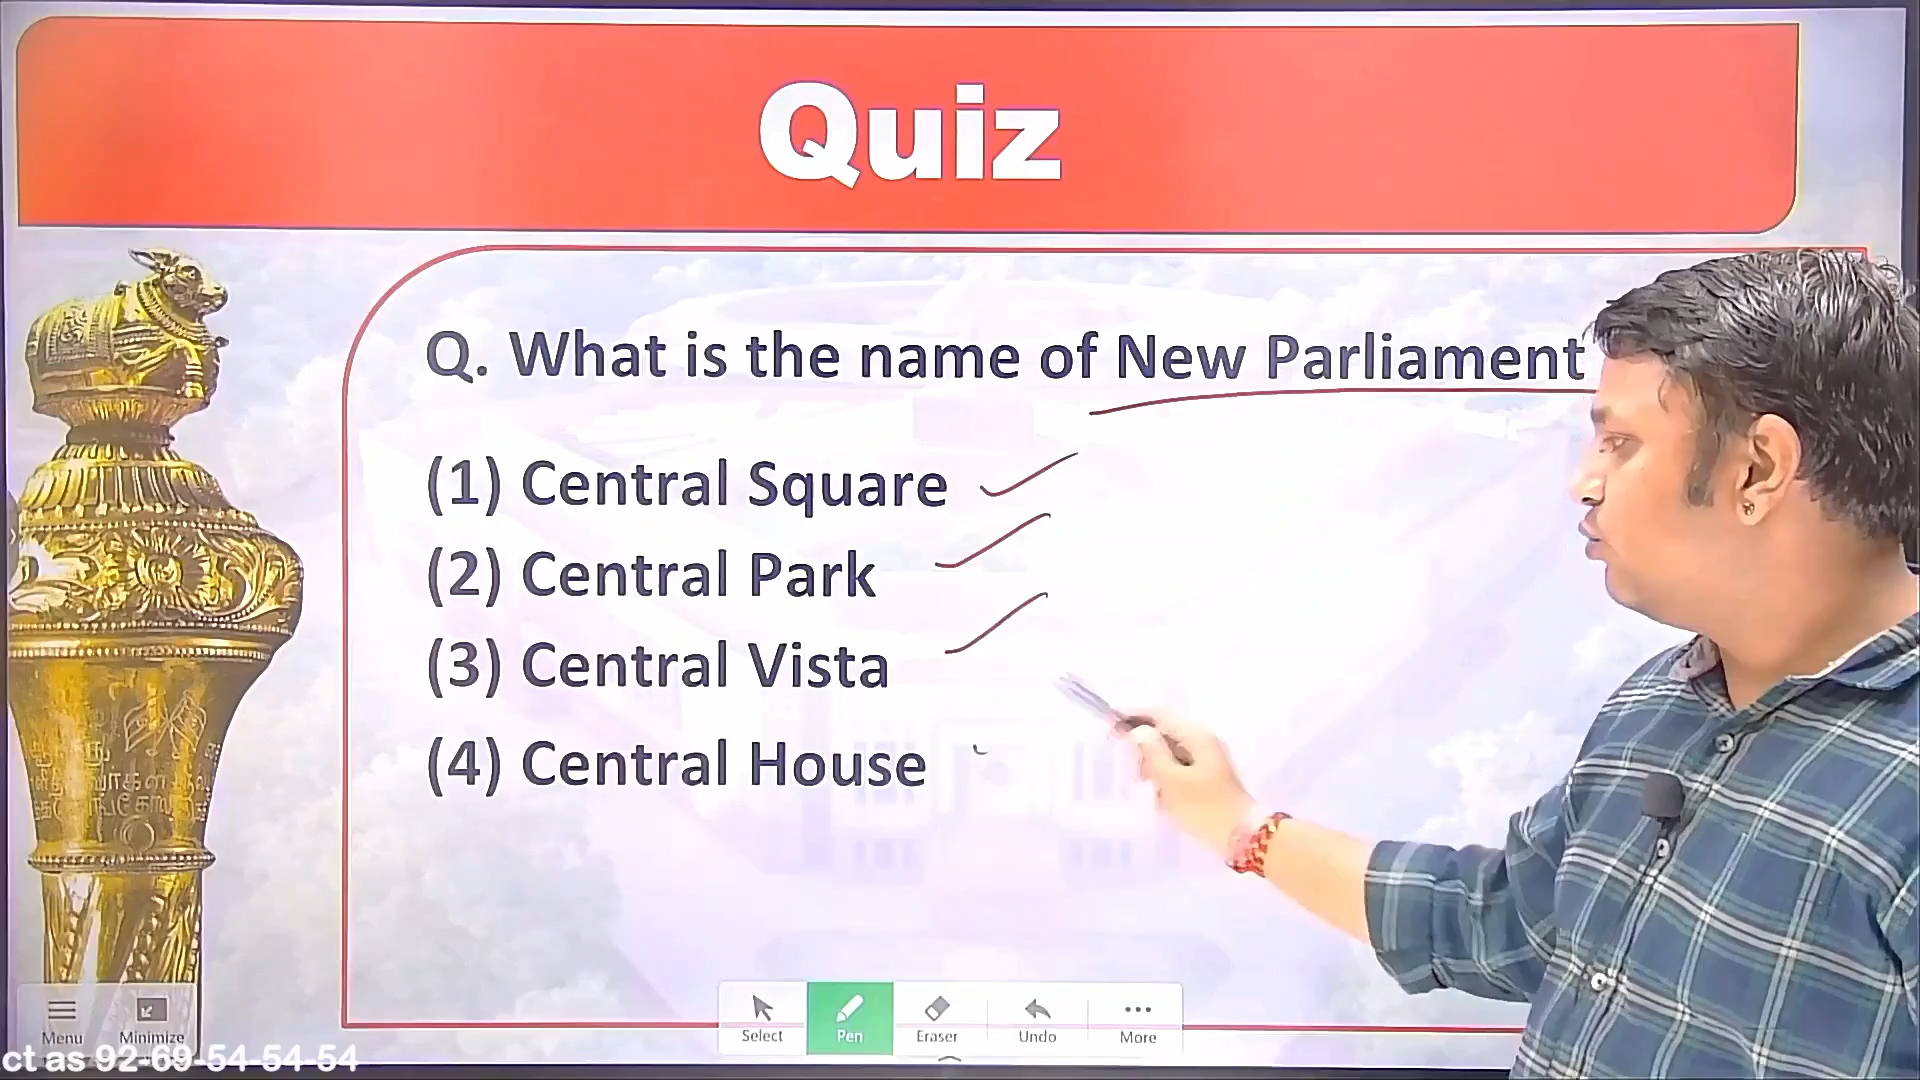 Quiz
Q. What is the name of New Parliament
(1) Central Square
(2) Central Park
(3) Central Vista
(4) Central House
Select
Pen
Eraser
Undo
More
Menu
Minimize
ct as 92-69-54-54-54